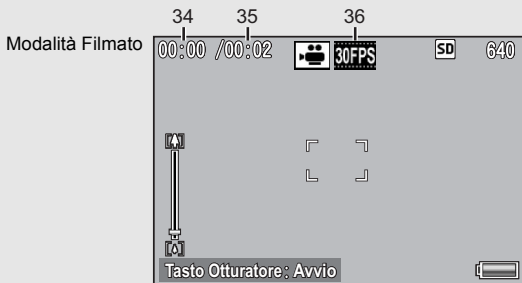 34 35 36
Modalità Filmato
00:00 /00:02 30FPS SD 640
Tasto Otturatore: Avvio